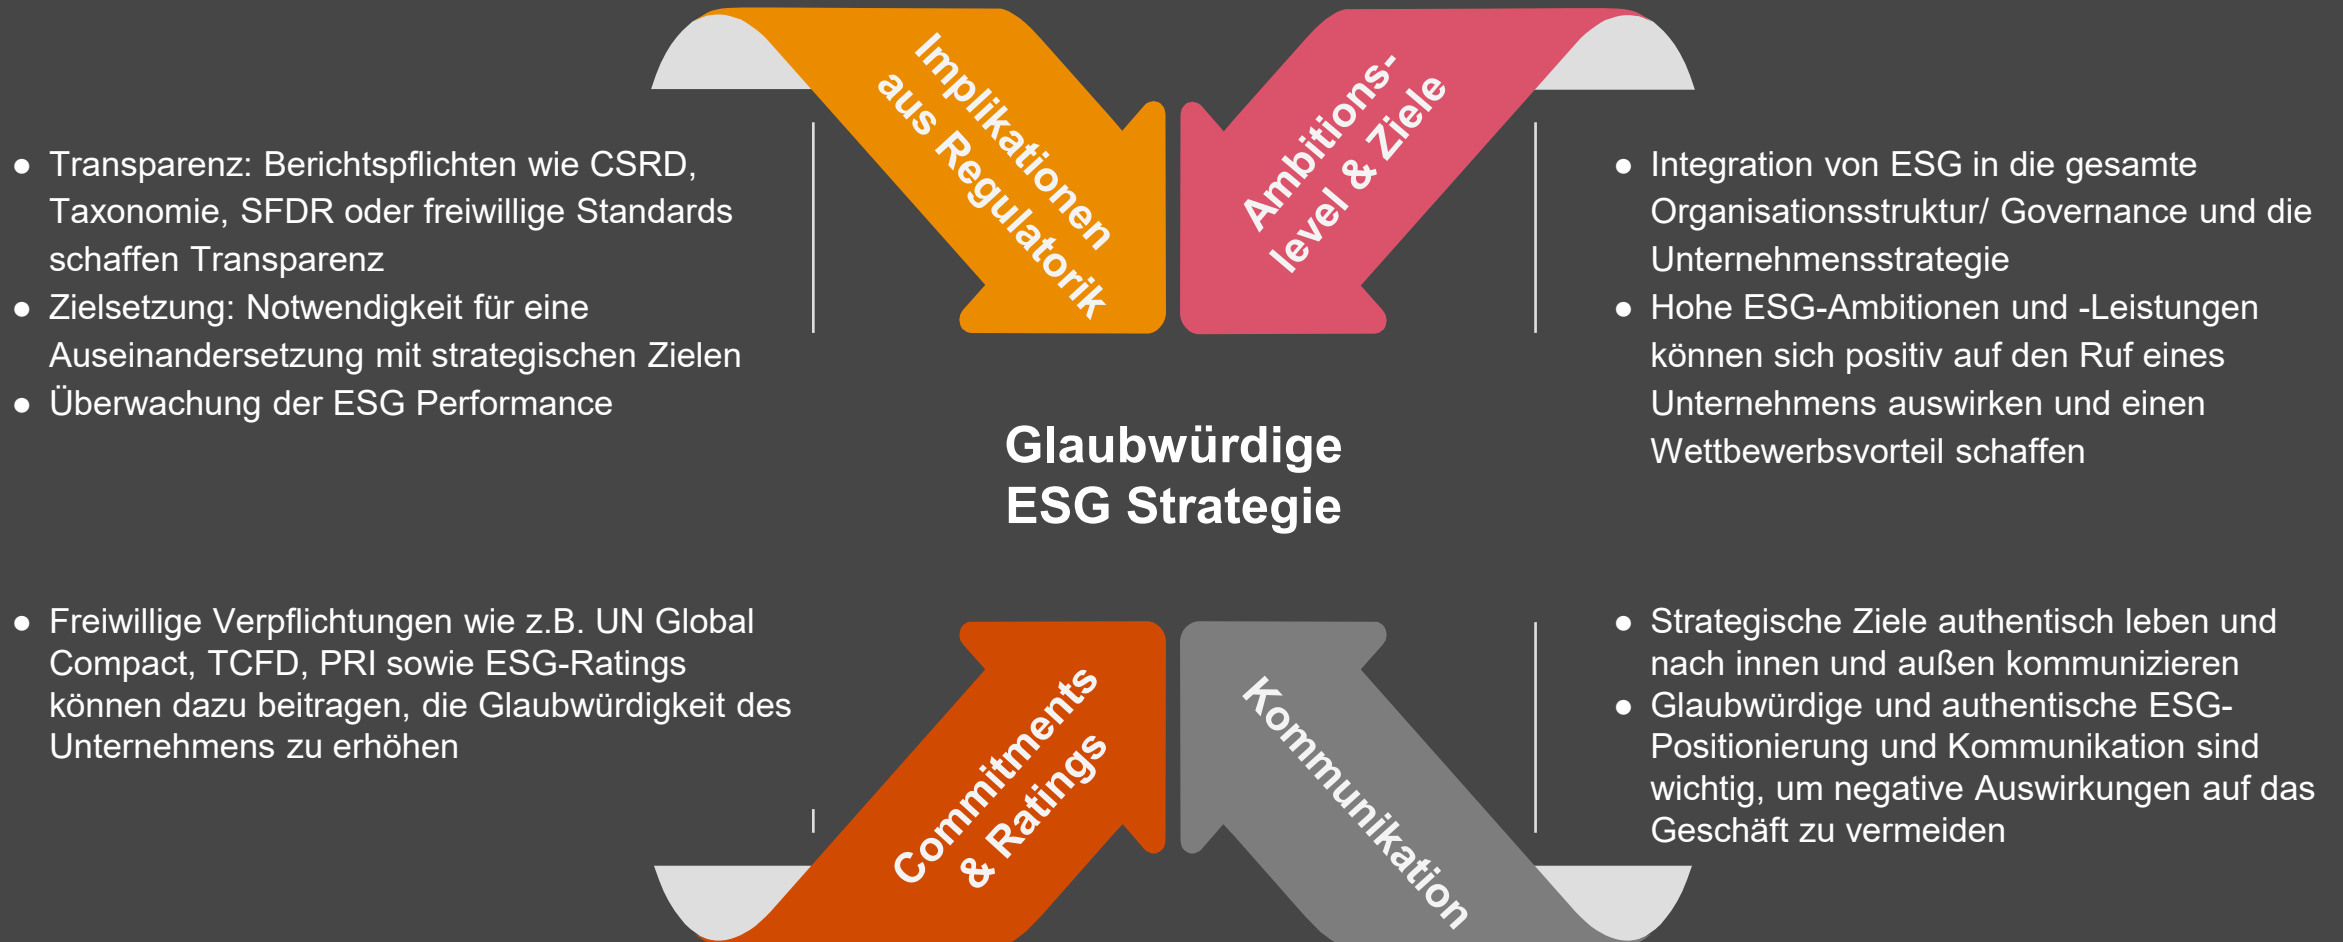 Implikationen
aus Regulatorik
Ambitions-
level & Ziele
● Transparenz: Berichtspflichten wie CSRD,
Taxonomie, SFDR oder freiwillige Standards
schaffen Transparenz
● Zielsetzung: Notwendigkeit für eine
Auseinandersetzung mit strategischen Zielen
● Überwachung der ESG Performance
● Integration von ESG in die gesamte
Organisationsstruktur/ Governance und die
Unternehmensstrategie
● Hohe ESG-Ambitionen und -Leistungen
können sich positiv auf den Ruf eines
Unternehmens auswirken und einen
Wettbewerbsvorteil schaffen
Glaubwürdige
ESG Strategie
● Freiwillige Verpflichtungen wie z.B. UN Global
Compact, TCFD, PRI sowie ESG-Ratings
können dazu beitragen, die Glaubwürdigkeit des
Unternehmens zu erhöhen
Commitments
& Ratings
Kommunikation
● Strategische Ziele authentisch leben und
nach innen und außen kommunizieren
● Glaubwürdige und authentische ESG-
Positionierung und Kommunikation sind
wichtig, um negative Auswirkungen auf das
Geschäft zu vermeiden